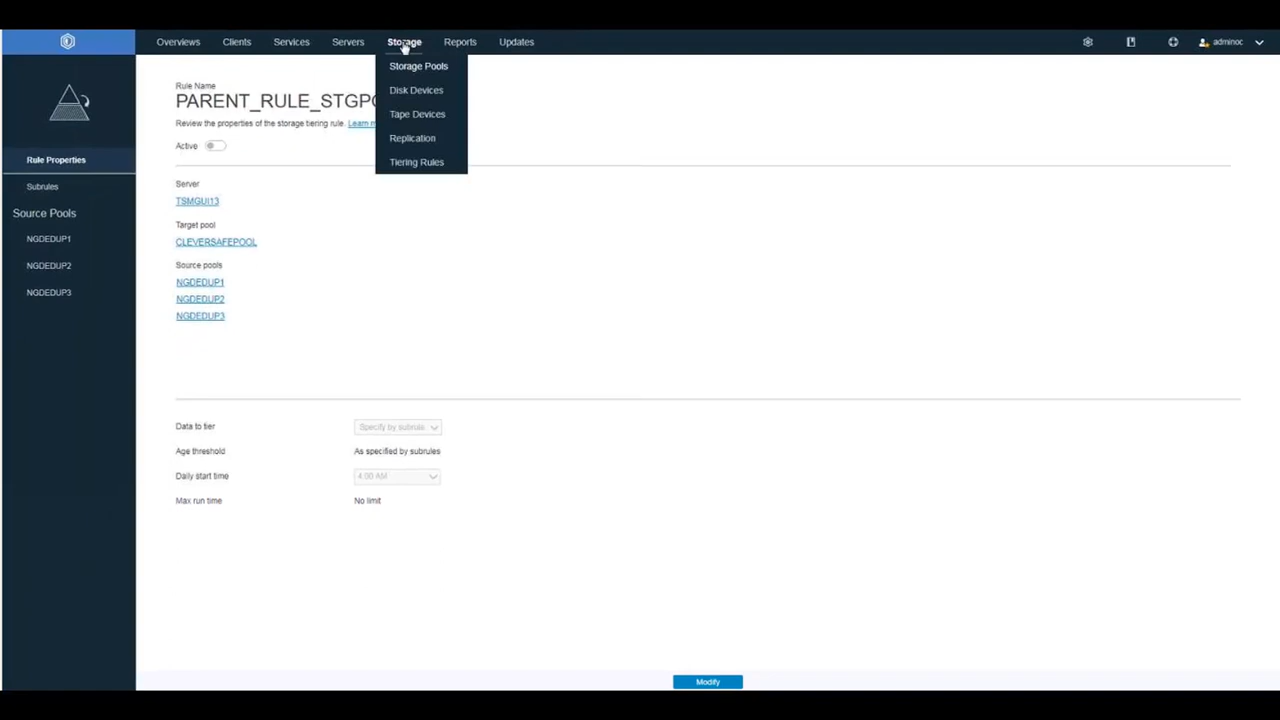 Overviews Clients Services Servers Storage Reports Updates adminoc
Storage Pools
Disk Devices
Tape Devices
Replication
Tiering Rules
Rule Properties
Subrules
Source Pools
NGDEDUP1
NGDEDUP2
NGDEDUP3
Rule Name
PARENT_RULE_STGPO
Review the properties of the storage tiering rule. Learn
Active
Server
TSMGUI13
Target pool
CLEVERSAFEPOOL
Source pools
NGDEDUP1
NGDEDUP2
NGDEDUP3
Data to tier Specify by subrule
Age threshold As specified by subrules
Daily start time 4:00 AM
Max run time No limit
Modify